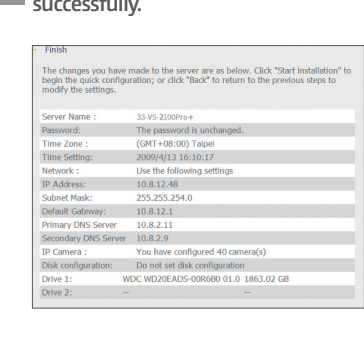 successfully.
Finish
The changes you have made to the server are as below. Click "Start installation" to
begin the quick configuration; or click "Back" to return to the previous steps to
modify the settings.
Server Name : 33-VS-2100Pro+
Password: The password is unchanged.
Time Zone : (GMT+08:00) Taipei
Time Setting: 2009/4/13 16:10:17
Network : Use the following settings
IP Address: 10.8.12.48
Subnet Mask: 255.255.254.0
Default Gateway: 10.8.12.1
Primary DNS Server 10.8.2.11
Secondary DNS Server 10.8.2.9
IP Camera : You have configured 40 camera(s)
Disk configuration: Do not set disk configuration
Drive 1: WDC WD20EADS-00R6B0 01.0 1863.02 GB
Drive 2: -- --